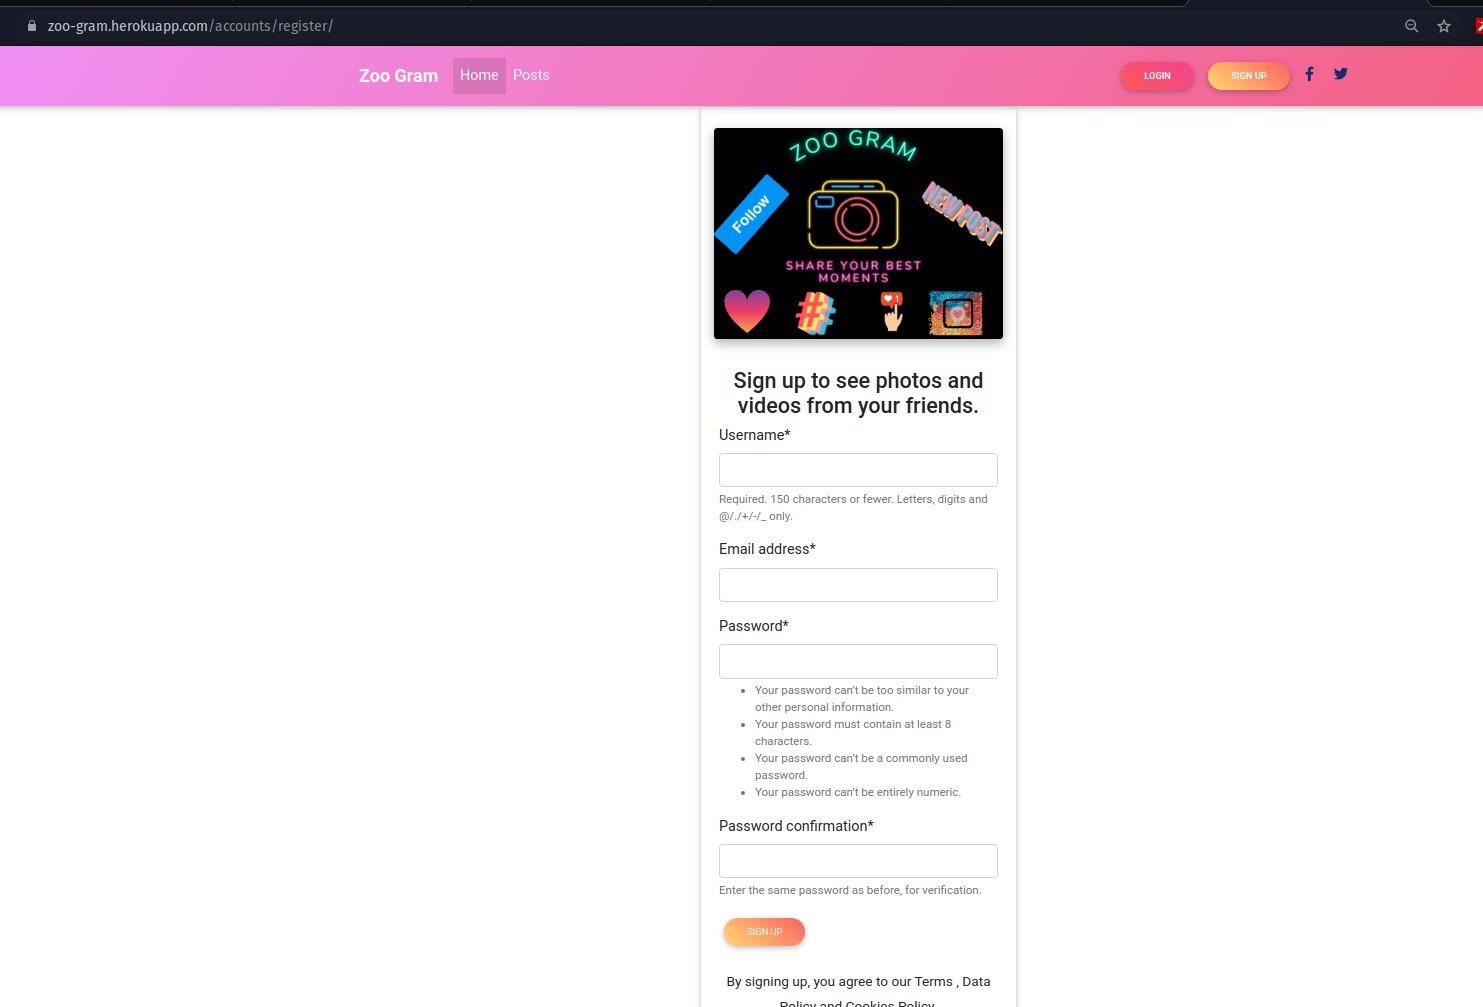 zoo-gram.herokuapp.com/accounts/register/
Zoo Gram Home Posts LOGIN SIGN UP
ZOO GRAM
Follow
NEW POST
SHARE YOUR BEST
MOMENTS
#
1
Sign up to see photos and
videos from your friends.
Username*
Required. 150 characters or fewer. Letters, digits and
@/./+/-/_ only.
Email address*
Password*
Your password can’t be too similar to your
other personal information.
Your password must contain at least 8
characters.
Your password can’t be a commonly used
password.
Your password can’t be entirely numeric.
Password confirmation*
Enter the same password as before, for verification.
SIGN UP
By signing up, you agree to our Terms , Data
Policy and Cookies Policy